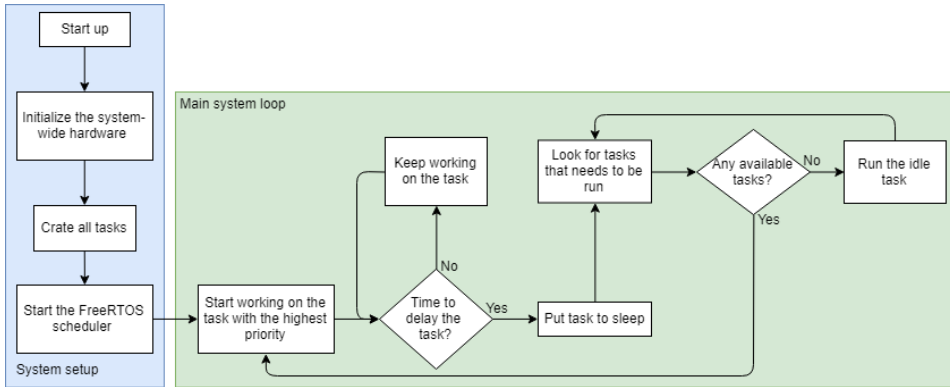 Start up
Initialize the system-
wide hardware
Crate all tasks
Start the FreeRTOS
scheduler
System setup
Main system loop
Start working on the
task with the highest
priority
Keep working
on the task
No
Time to
delay the
task?
Yes
Put task to sleep
Look for tasks
that needs to be
run
Any available
tasks?
No
Yes
Run the idle
task